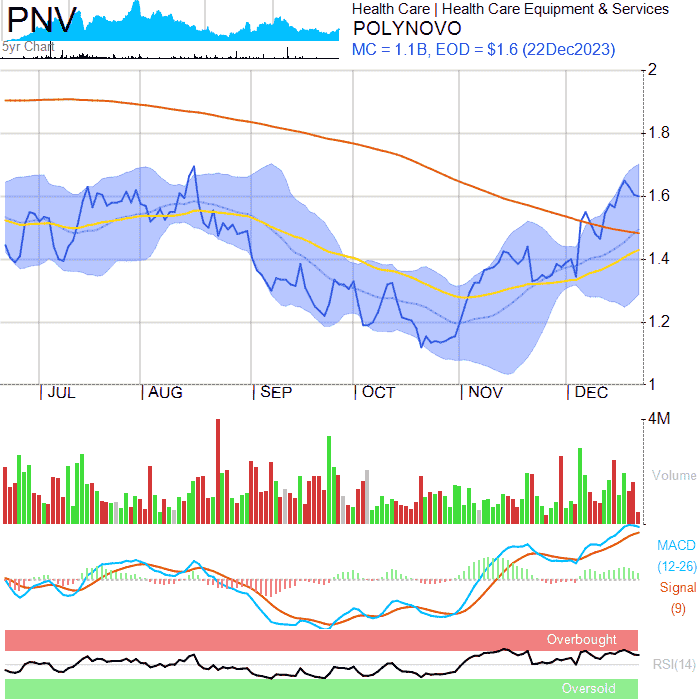 PNV
5yr Chart
Health Care | Health Care Equipment & Services
POLYNOVO
MC = 1.1B, EOD = $1.6 (22Dec2023)
2
1.8
1.6
1.4
1.2
1
JUL AUG SEP OCT NOV DEC
4M
Volume
MACD
(12-26)
Signal
(9)
Overbought
RSI(14)
Oversold